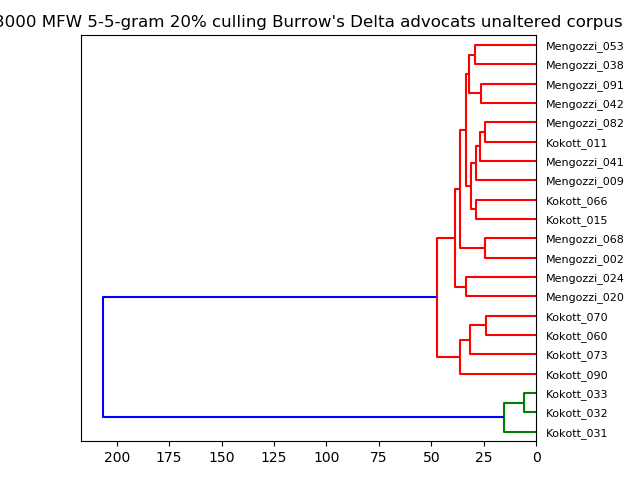 3000 MFW 5-5-gram 20% culling Burrow's Delta advocats unaltered corpus
Mengozzi_053
Mengozzi_038
Mengozzi_091
Mengozzi_042
Mengozzi_082
Kokott_011
Mengozzi_041
Mengozzi_009
Kokott_066
Kokott_015
Mengozzi_068
Mengozzi_002
Mengozzi_024
Mengozzi_020
Kokott_070
Kokott_060
Kokott_073
Kokott_090
Kokott_033
Kokott_032
Kokott_031
200 175 150 125 100 75 50 25 0